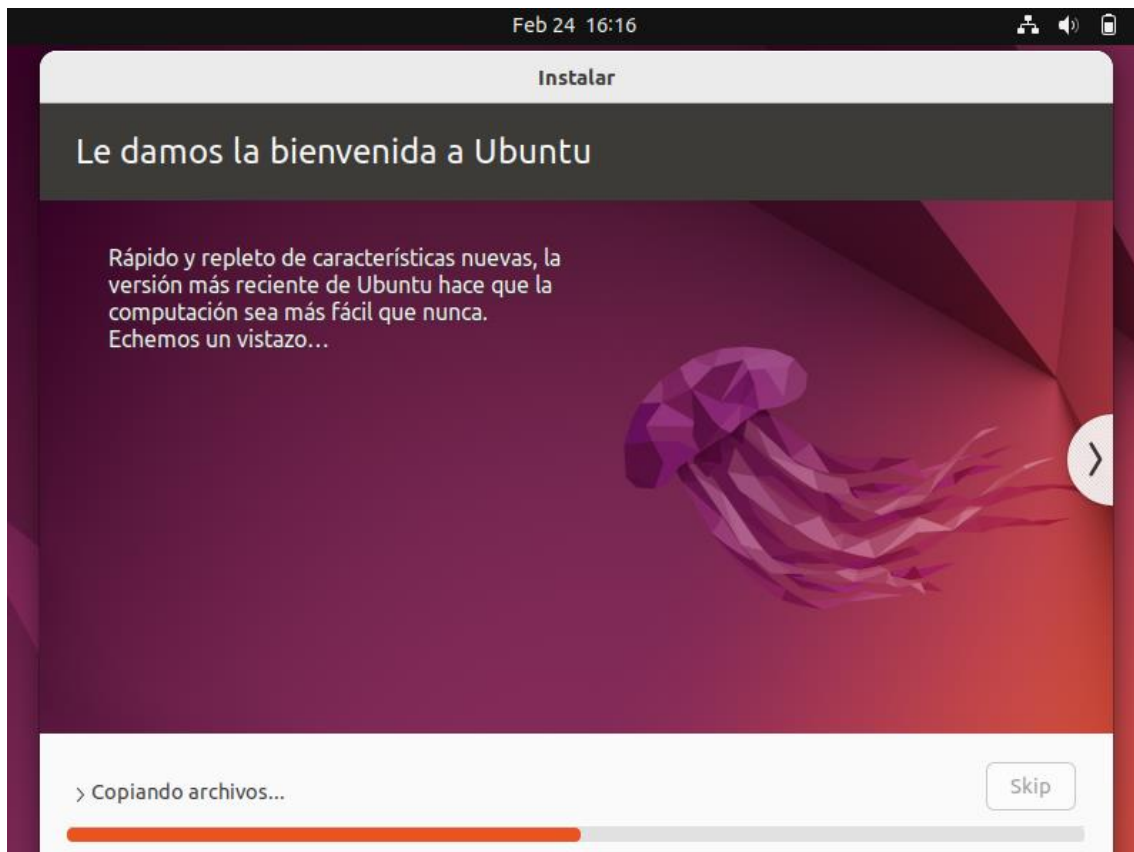 Feb 24 16:16
Instalar
Le damos la bienvenida a Ubuntu
Rápido y repleto de características nuevas, la
versión más reciente de Ubuntu hace que la
computación sea más fácil que nunca.
Echemos un vistazo…
Copiando archivos...
Skip